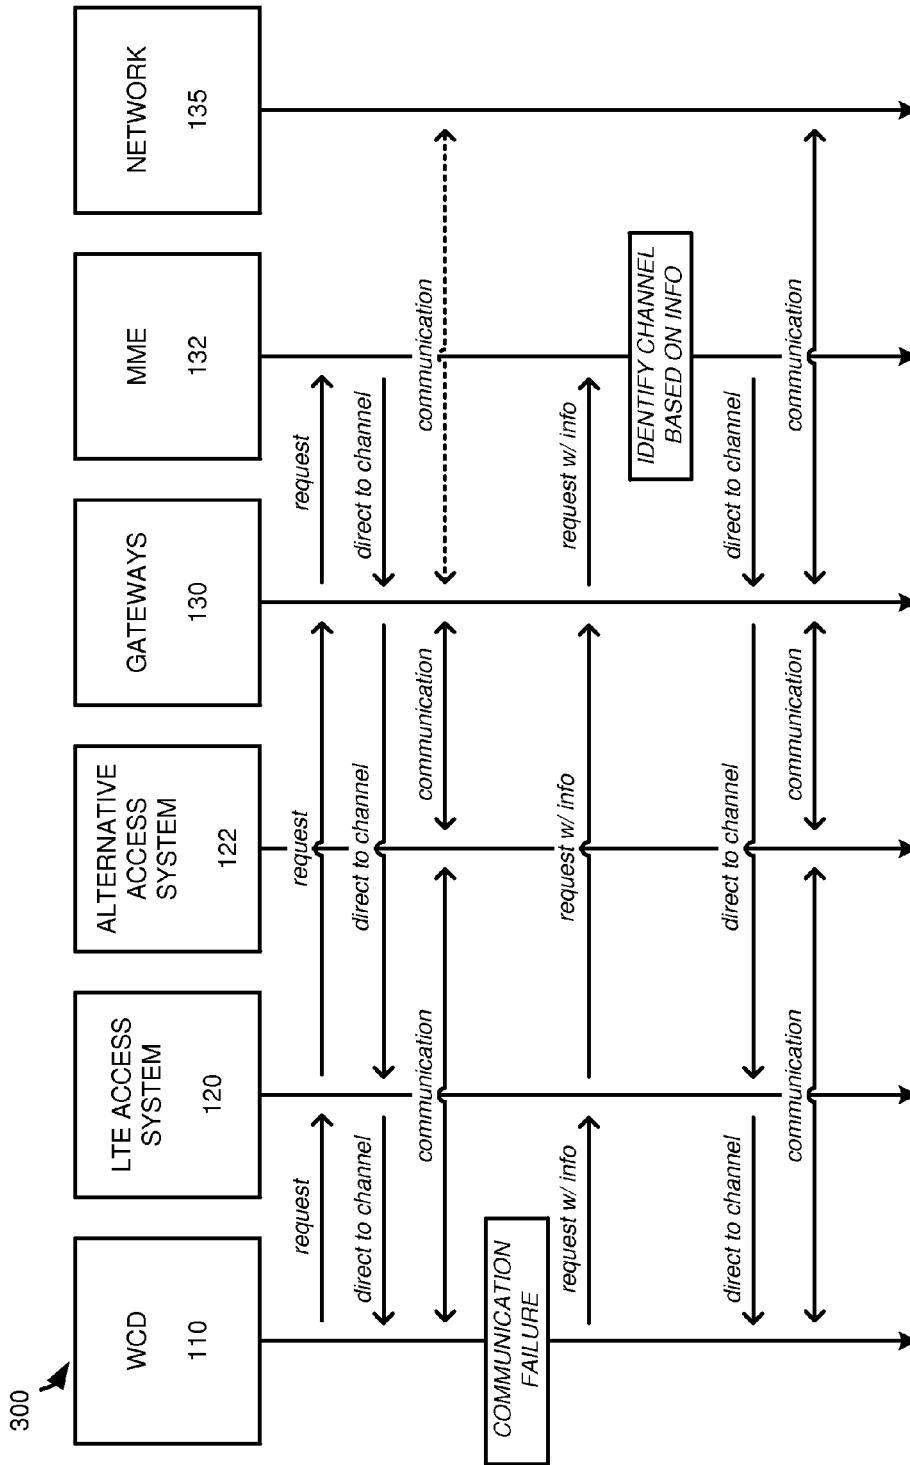 300
WCD
110
LTE ACCESS
SYSTEM
120
ALTERNATIVE
ACCESS
SYSTEM
122
GATEWAYS
130
MME
132
NETWORK
135
request
request
request
direct to channel
direct to channel
direct to channel
communication
communication
communication
COMMUNICATION
FAILURE
request w/ info
request w/ info
request w/ info
IDENTIFY CHANNEL
BASED ON INFO
direct to channel
direct to channel
direct to channel
communication
communication
communication